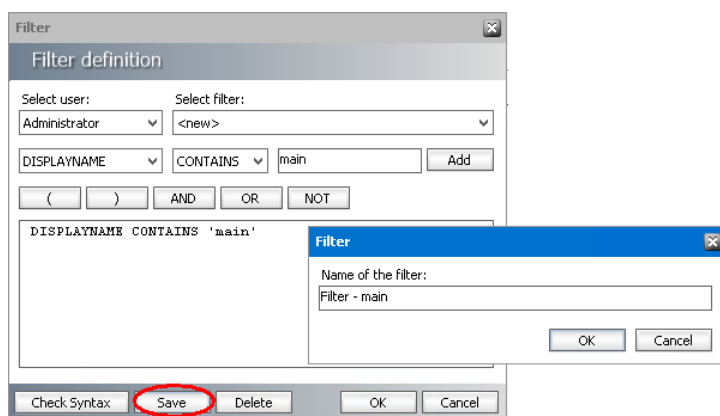 Filter
Filter definition
Select user: Select filter:
Administrator <new>
DISPLAYNAME CONTAINS main Add
( ) AND OR NOT
DISPLAYNAME CONTAINS 'main'
Filter
Name of the filter:
Filter - main
OK Cancel
Check Syntax Save Delete OK Cancel